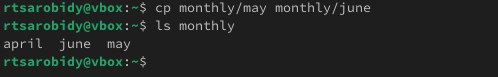 rtsarobidy@vbox:~$ cp monthly/may monthly/june
rtsarobidy@vbox:~$ ls monthly
april  june  may
rtsarobidy@vbox:~$